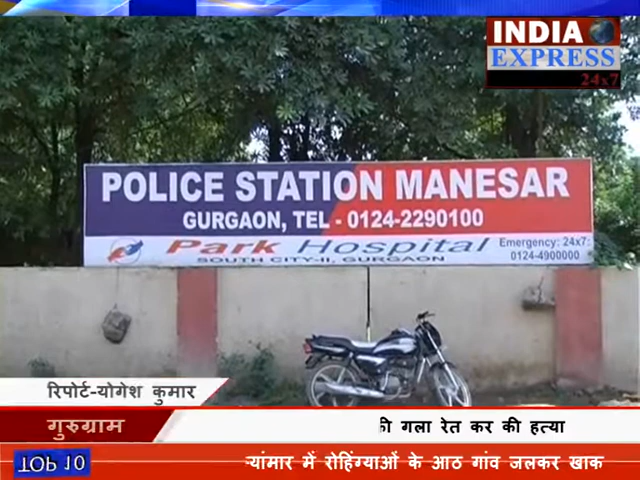 INDIA
EXPRESS
24x7
POLICE STATION MANESAR
GURGAON, TEL - 0124-2290100
Park Hospital
SOUTH CITY-II, GURGAON
Emergency: 24x7:
0124-4900000
रिपोर्ट-योगेश कुमार
गुरुग्राम
की गला रेत कर की हत्या
TOP 10
यांमार में रोहिंग्याओं के आठ गांव जलकर खाक